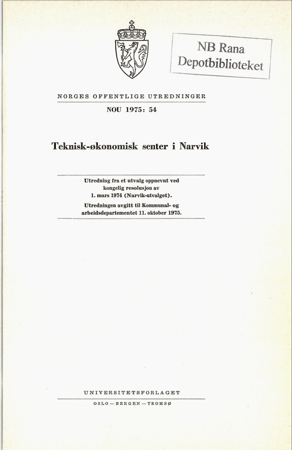 NB Rana
Depotbiblioteket
NORGES OFFENTLIGE UTREDNINGER
NOU 1975: 54
Teknisk-økonomisk senter i Narvik
Utredning fra et utvalg oppnevnt ved
kongelig resolusjon av
1. mars 1974 (Narvik-utvalget).
Utredningen avgitt til Kommunal- og
arbeidsdepartementet 11. oktober 1975.
UNIVERSITETSFORLAGET
OSLO — BERGEN — TROMSØ